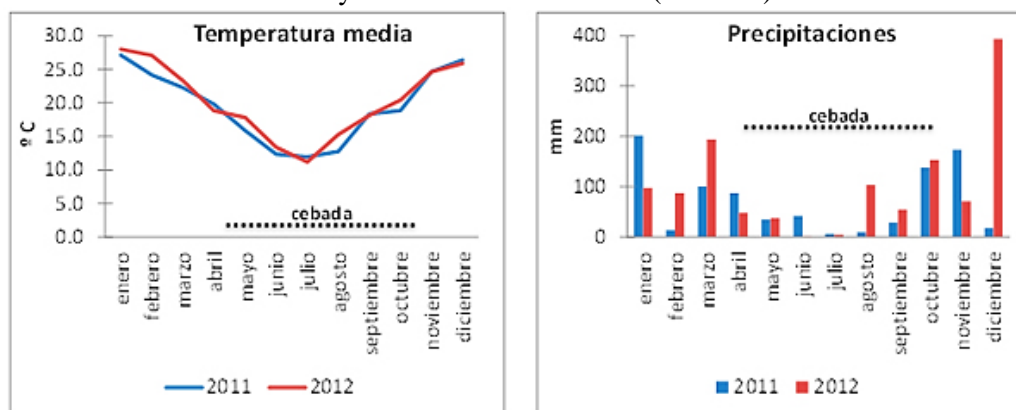 Temperatura media
30.0
25.0
20.0
15.0
10.0
5.0
0.0
º C
cebada
enero
febrero
marzo
abril
mayo
junio
julio
agosto
septiembre
octubre
noviembre
diciembre
2011
2012
Precipitaciones
400
300
200
100
0
mm
cebada
enero
febrero
marzo
abril
mayo
junio
julio
agosto
septiembre
octubre
noviembre
diciembre
2011
2012